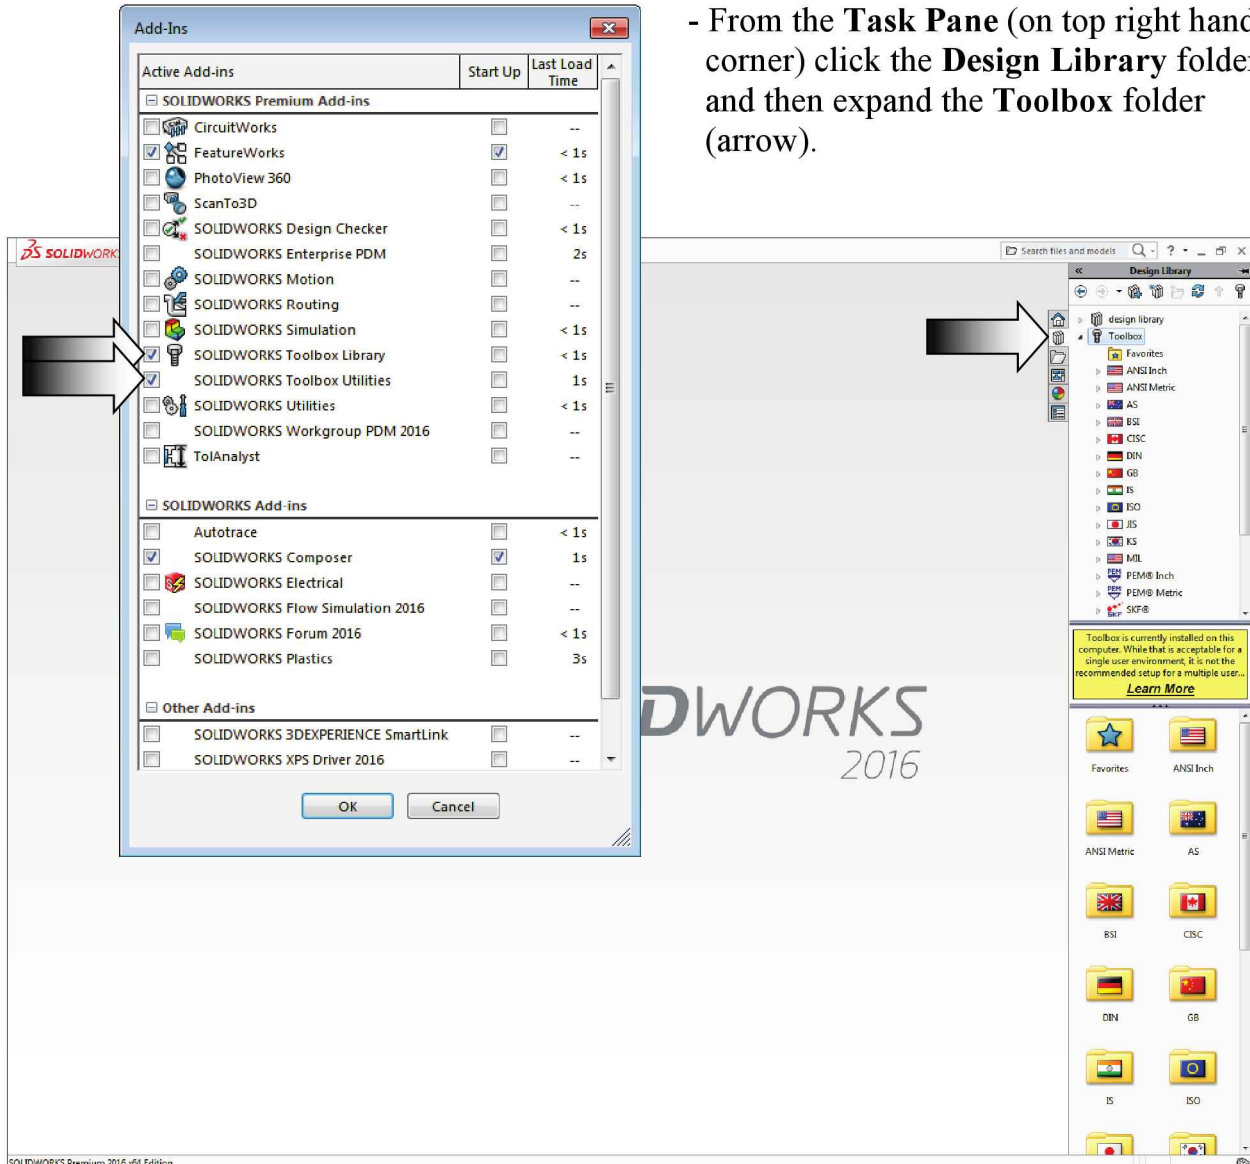 - From the Task Pane (on top right hand
corner) click the Design Library folder
and then expand the Toolbox folder
(arrow).
Add-Ins
Active Add-ins Start Up Last Load Time
SOLIDWORKS Premium Add-ins
CircuitWorks --
FeatureWorks < 1s
PhotoView 360 < 1s
ScanTo3D --
SOLIDWORKS Design Checker < 1s
SOLIDWORKS Enterprise PDM 2s
SOLIDWORKS Motion --
SOLIDWORKS Routing --
SOLIDWORKS Simulation < 1s
SOLIDWORKS Toolbox Library < 1s
SOLIDWORKS Toolbox Utilities 1s
SOLIDWORKS Utilities < 1s
SOLIDWORKS Workgroup PDM 2016 --
TolAnalyst --
SOLIDWORKS Add-ins
Autotrace < 1s
SOLIDWORKS Composer 1s
SOLIDWORKS Electrical --
SOLIDWORKS Flow Simulation 2016 --
SOLIDWORKS Forum 2016 < 1s
SOLIDWORKS Plastics 3s
Other Add-ins
SOLIDWORKS 3DEXPERIENCE SmartLink --
SOLIDWORKS XPS Driver 2016 --
OK Cancel
SOLIDWORK
DWORKS
2016
Search files and models
Design Library
design library
Toolbox
Favorites
ANSI Inch
ANSI Metric
AS
BSI
CISC
DIN
GB
IS
ISO
JIS
KS
MIL
PEM® Inch
PEM® Metric
SKF®
Toolbox is currently installed on this
computer. While that is acceptable for a
single user environment, it is not the
recommended setup for a multiple user...
Learn More
Favorites ANSI Inch
ANSI Metric AS
BSI CISC
DIN GB
IS ISO
SOLIDWORKS Premium 2016 x64 Edition